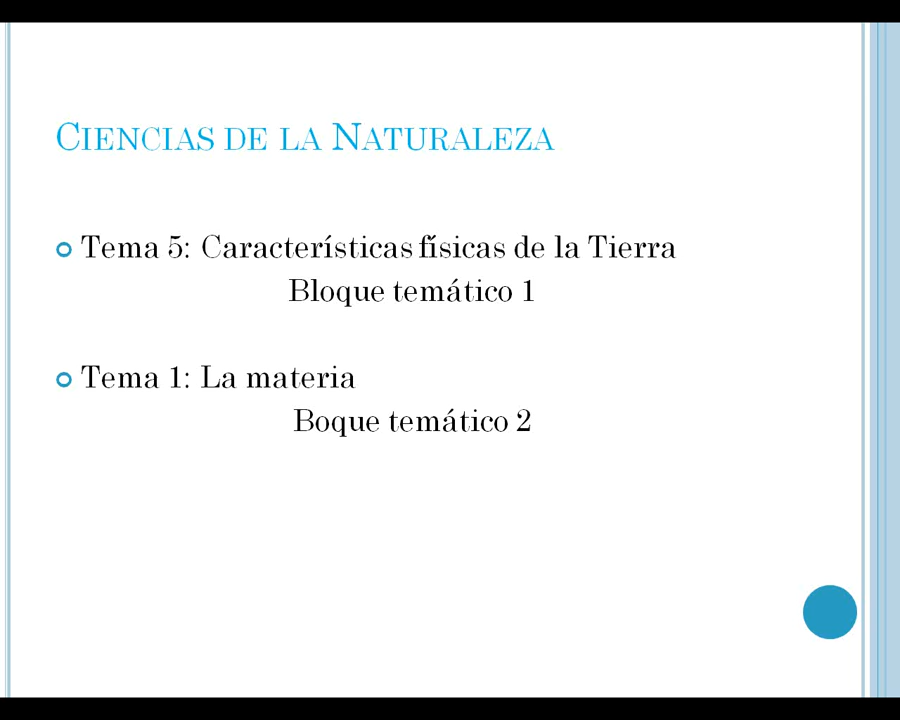 Ciencias de la Naturaleza
Tema 5: Características físicas de la Tierra
Bloque temático 1
Tema 1: La materia
Boque temático 2